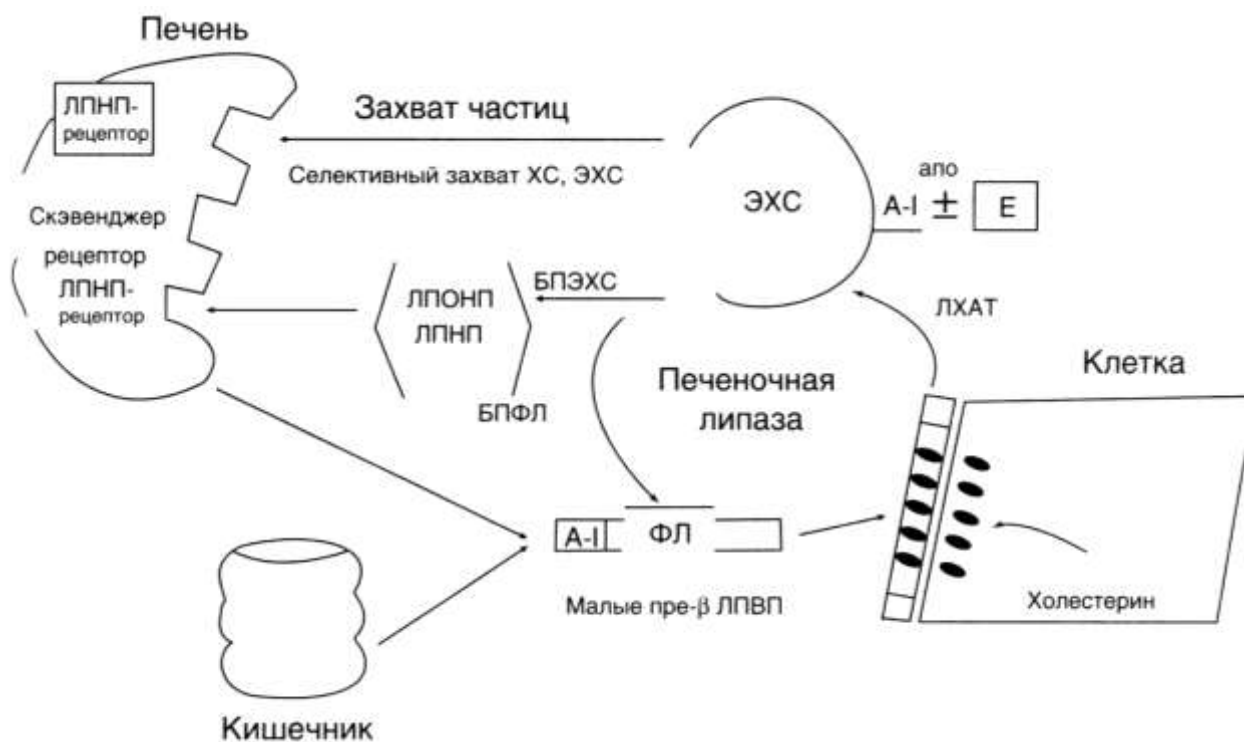 Печень
ЛПНП-
рецептор
Захват частиц
Селективный захват ХС, ЭХС
ЭХС
апо
A-I ± E
Скэвенджер
рецептор
ЛПНП-
рецептор
ЛПОНП
ЛПНП
БПЭХС
БПФЛ
ЛХАТ
Печеночная
липаза
Клетка
A-I ФЛ
Малые пре-β ЛПВП
Холестерин
Кишечник